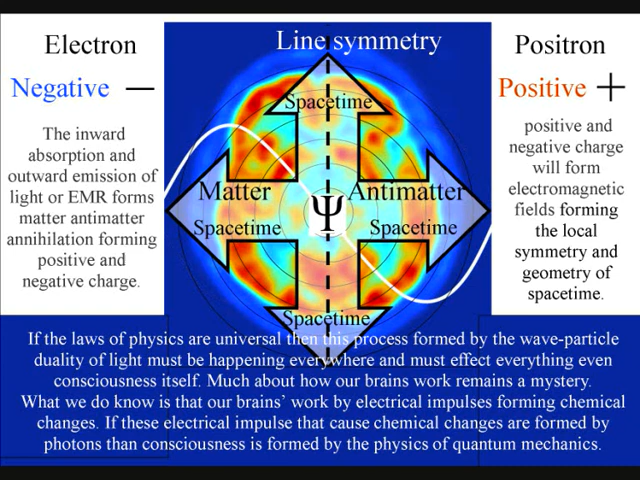 Electron
Negative −
The inward
absorption and
outward emission of
light or EMR forms
matter antimatter
annihilation forming
positive and
negative charge.
Line symmetry
Spacetime
Matter
Ψ
Antimatter
Spacetime
Spacetime
Spacetime
Positron
Positive +
positive and
negative charge
will form
electromagnetic
fields forming
the local
symmetry and
geometry of
spacetime.
If the laws of physics are universal then this process formed by the wave-particle
duality of light must be happening everywhere and must effect everything even
consciousness itself. Much about how our brains work remains a mystery.
What we do know is that our brains' work by electrical impulses forming chemical
changes. If these electrical impulse that cause chemical changes are formed by
photons than consciousness is formed by the physics of quantum mechanics.